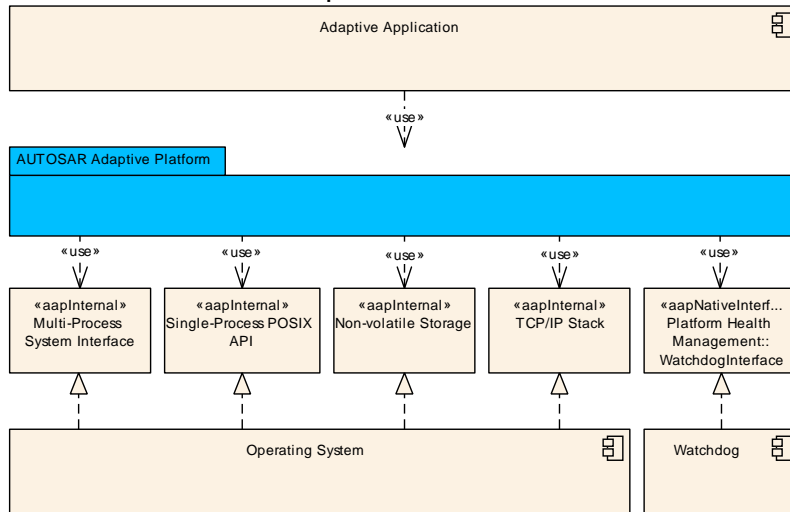 Adaptive Application
«use»
AUTOSAR Adaptive Platform
«use» «use» «use» «use» «use»
«aapInternal»
Multi-Process
System Interface
«aapInternal»
Single-Process POSIX
API
«aapInternal»
Non-volatile Storage
«aapInternal»
TCP/IP Stack
«aapNativeInterf...
Platform Health
Management::
WatchdogInterface
Operating System
Watchdog